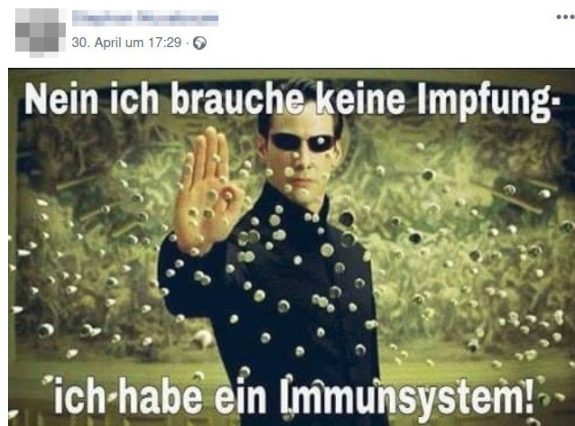 30. April um 17:29 ·
Nein ich brauche keine Impfung-
ich habe ein Immunsystem!